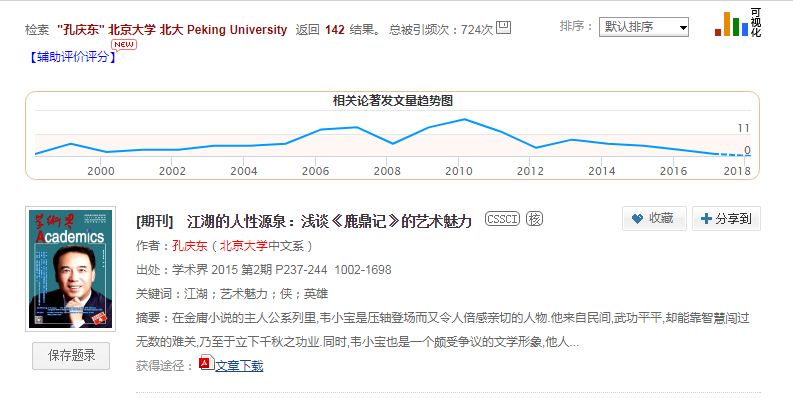 检索 "孔庆东" 北京大学 北大 Peking University 返回 142 结果。 总被引频次：724次
排序： 默认排序
可视化
【辅助评价评分】 NEW
相关论著发文量趋势图
11
0
2000 2002 2004 2006 2008 2010 2012 2014 2016 2018
学术界
Academics
[期刊] 江湖的人性源泉：浅谈《鹿鼎记》的艺术魅力 CSSCI 核
收藏 分享到
作者：孔庆东（北京大学中文系）
出处：学术界 2015 第2期 P237-244 1002-1698
关键词：江湖；艺术魅力；侠；英雄
摘要：在金庸小说的主人公系列里,韦小宝是压轴登场而又令人倍感亲切的人物.他来自民间,武功平平,却能靠智慧闯过
无数的难关,乃至于立下千秋之功业.同时,韦小宝也是一个颇受争议的文学形象,他人...
保存题录
获得途径： 文章下载